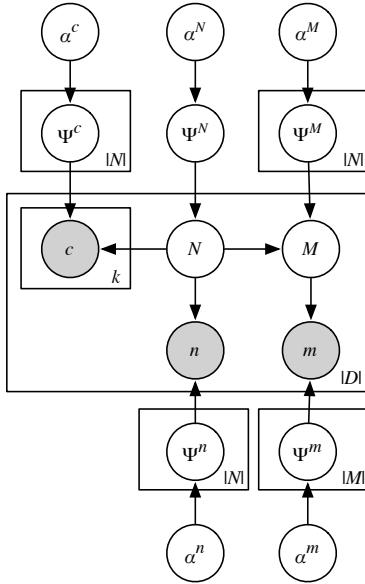 α^c α^N α^M
Ψ^c Ψ^N Ψ^M
|N| |N|
c N M
k
n m
|D|
Ψ^n Ψ^m
|N| |M|
α^n α^m